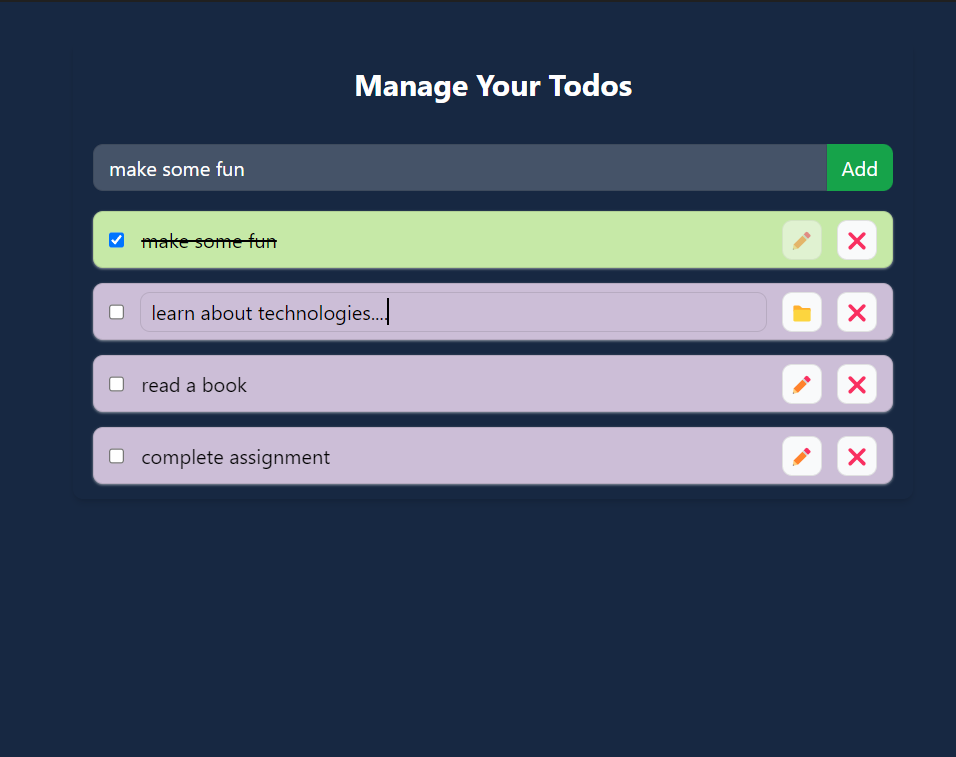 Manage Your Todos
make some fun
Add
make some fun
learn about technologies....
read a book
complete assignment